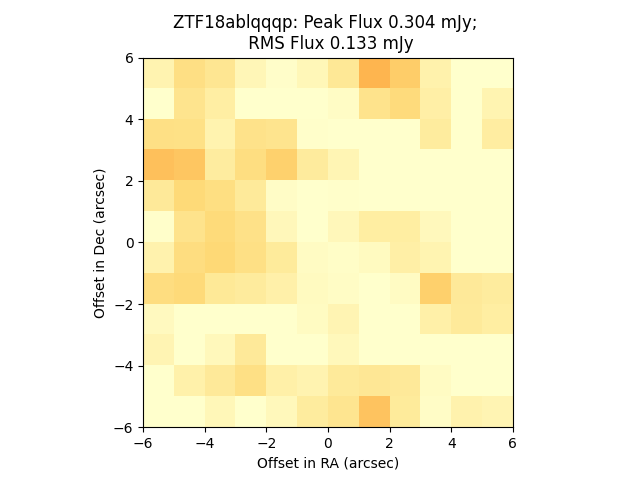 ZTF18ablqqqp: Peak Flux 0.304 mJy;
RMS Flux 0.133 mJy
6
4
2
0
−2
−4
−6
Offset in Dec (arcsec)
−6 −4 −2 0 2 4 6
Offset in RA (arcsec)